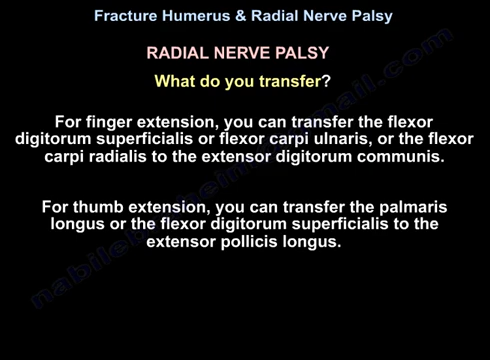 Fracture Humerus & Radial Nerve Palsy
RADIAL NERVE PALSY
What do you transfer?
For finger extension, you can transfer the flexor
digitorum superficialis or flexor carpi ulnaris, or the flexor
carpi radialis to the extensor digitorum communis.
For thumb extension, you can transfer the palmaris
longus or the flexor digitorum superficialis to the
extensor pollicis longus.